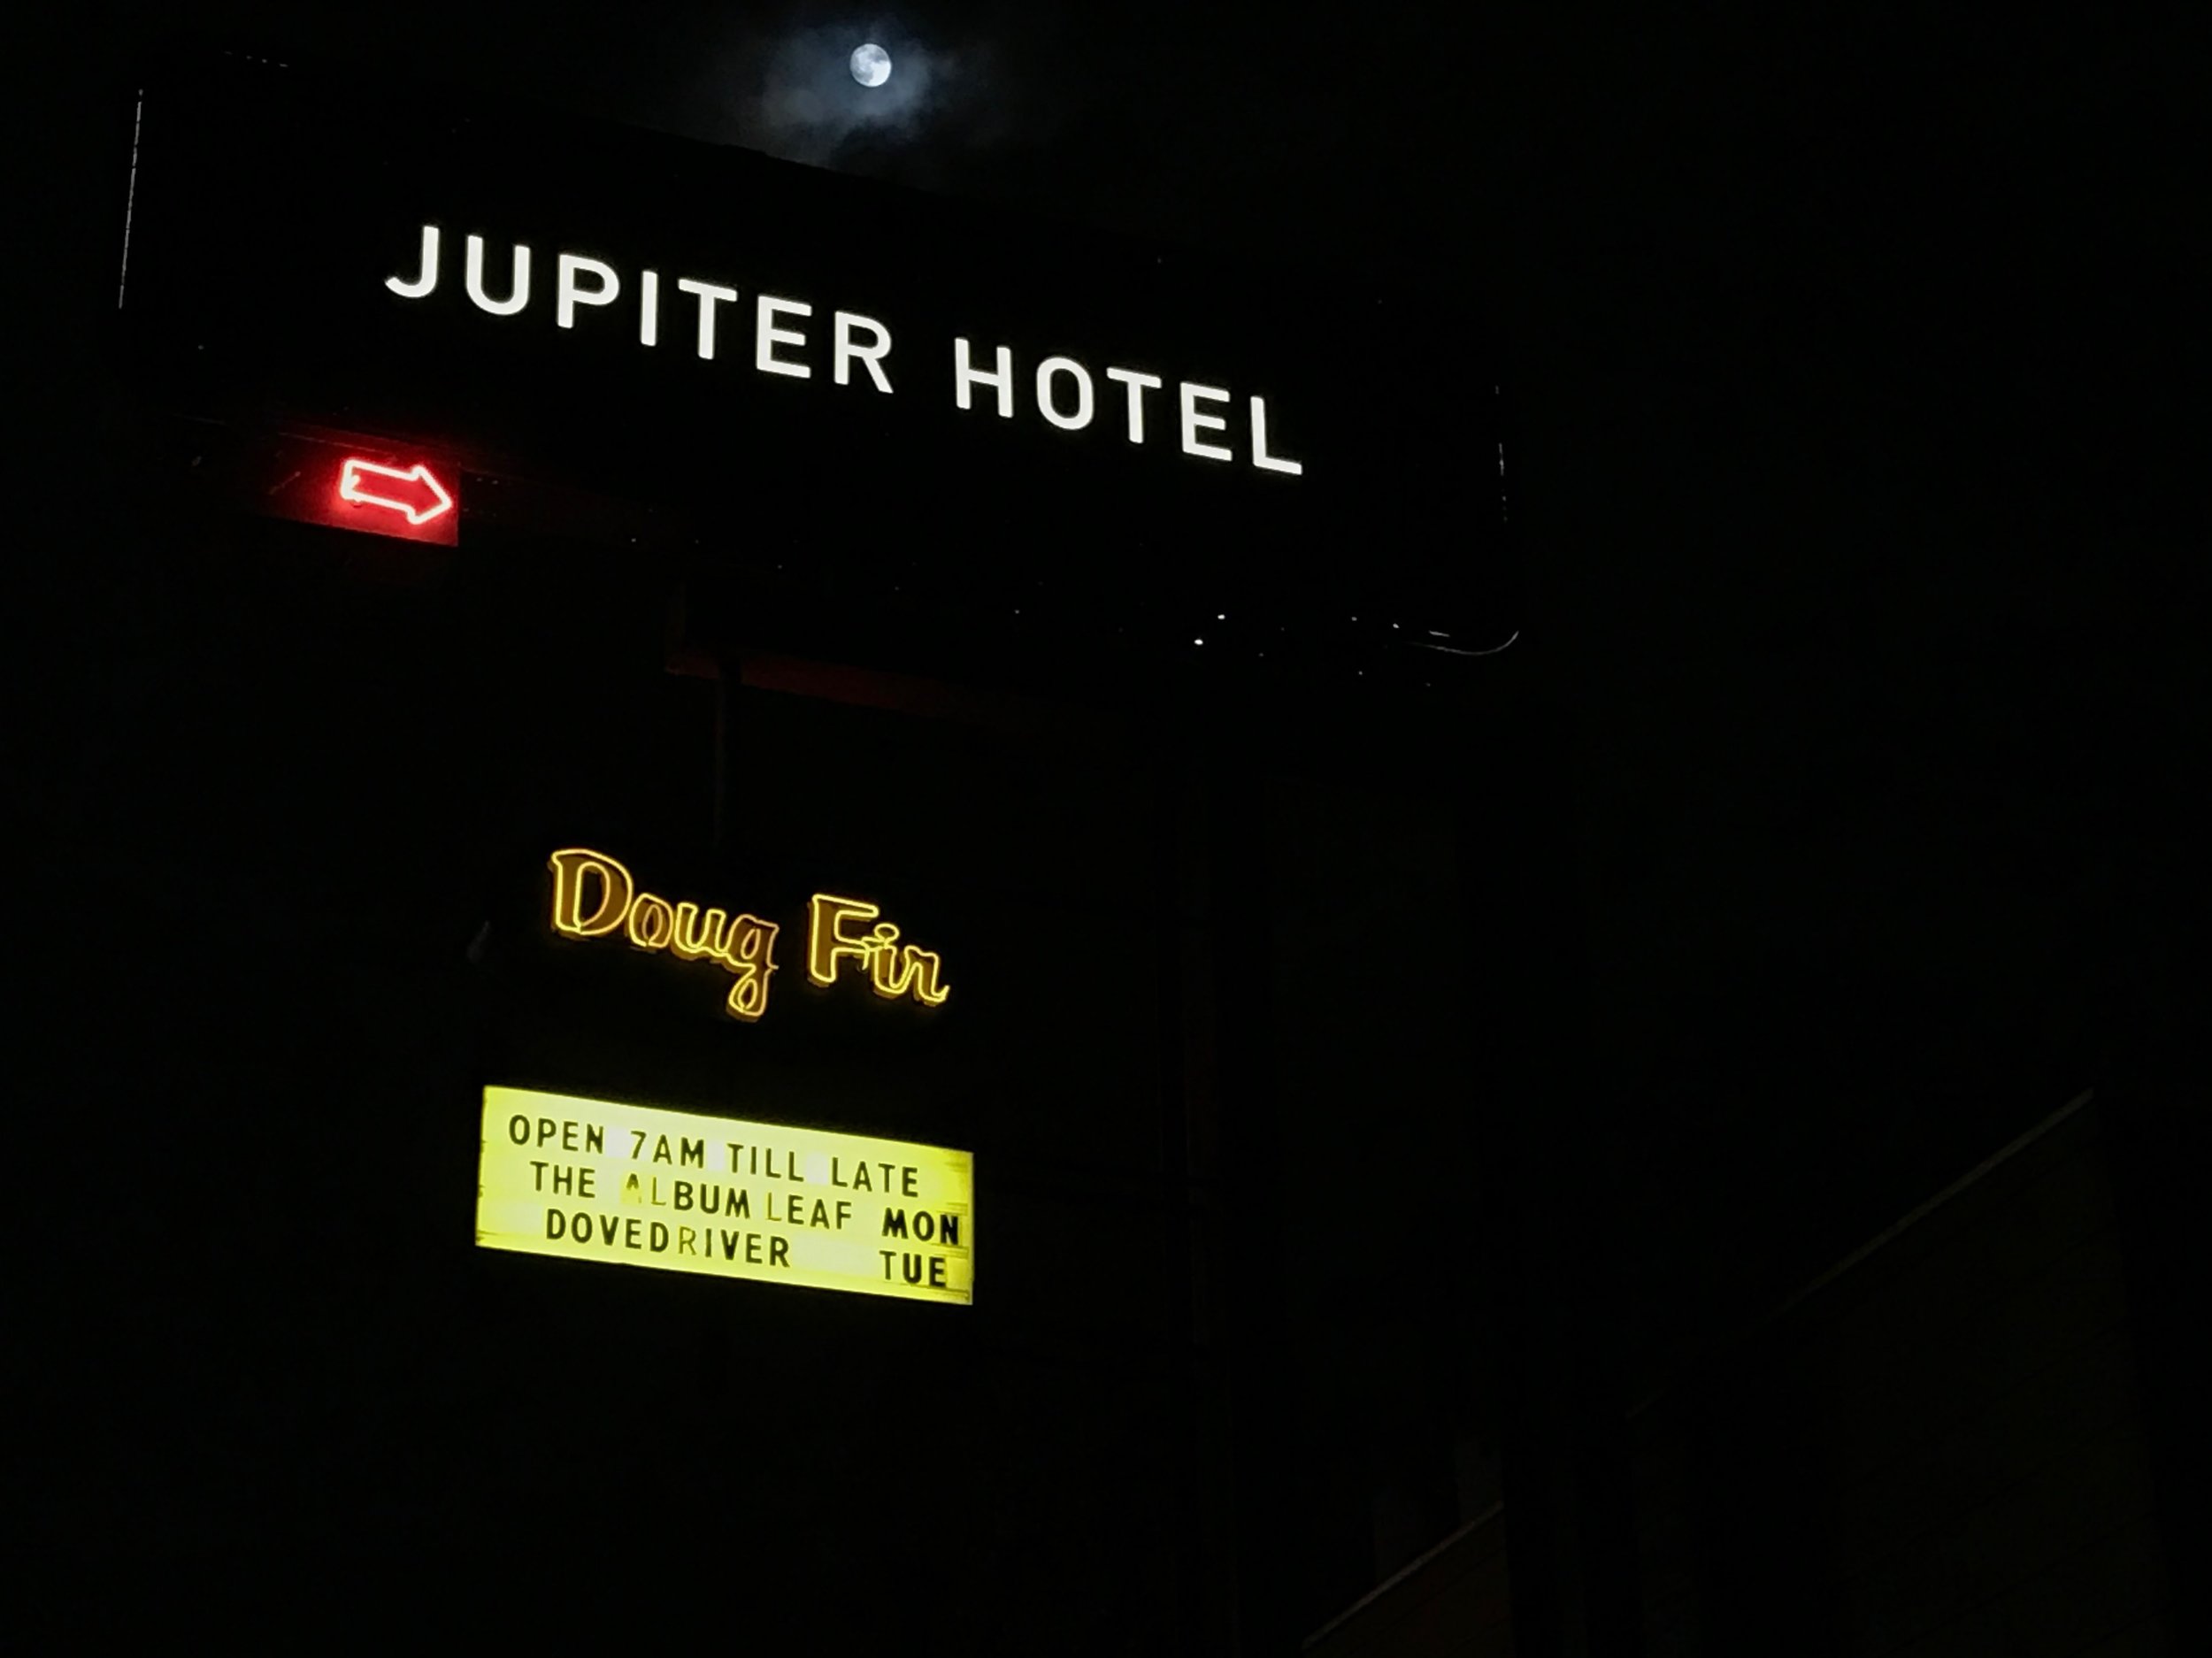 JUPITER HOTEL
Doug Fir
OPEN 7AM TILL LATE
THE ALBUM LEAF MON
DOVEDRIVER TUE